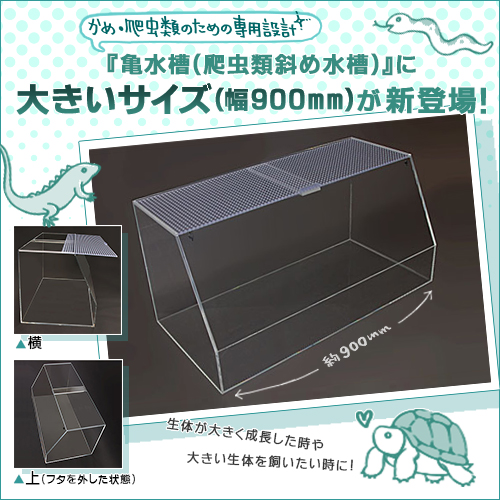 かめ・爬虫類のための専用設計
『亀水槽(爬虫類斜め水槽)』に
大きいサイズ(幅900mm)が新登場!
約900mm
▲横
▲上(フタを外した状態)
生体が大きく成長した時や
大きい生体を飼いたい時に!